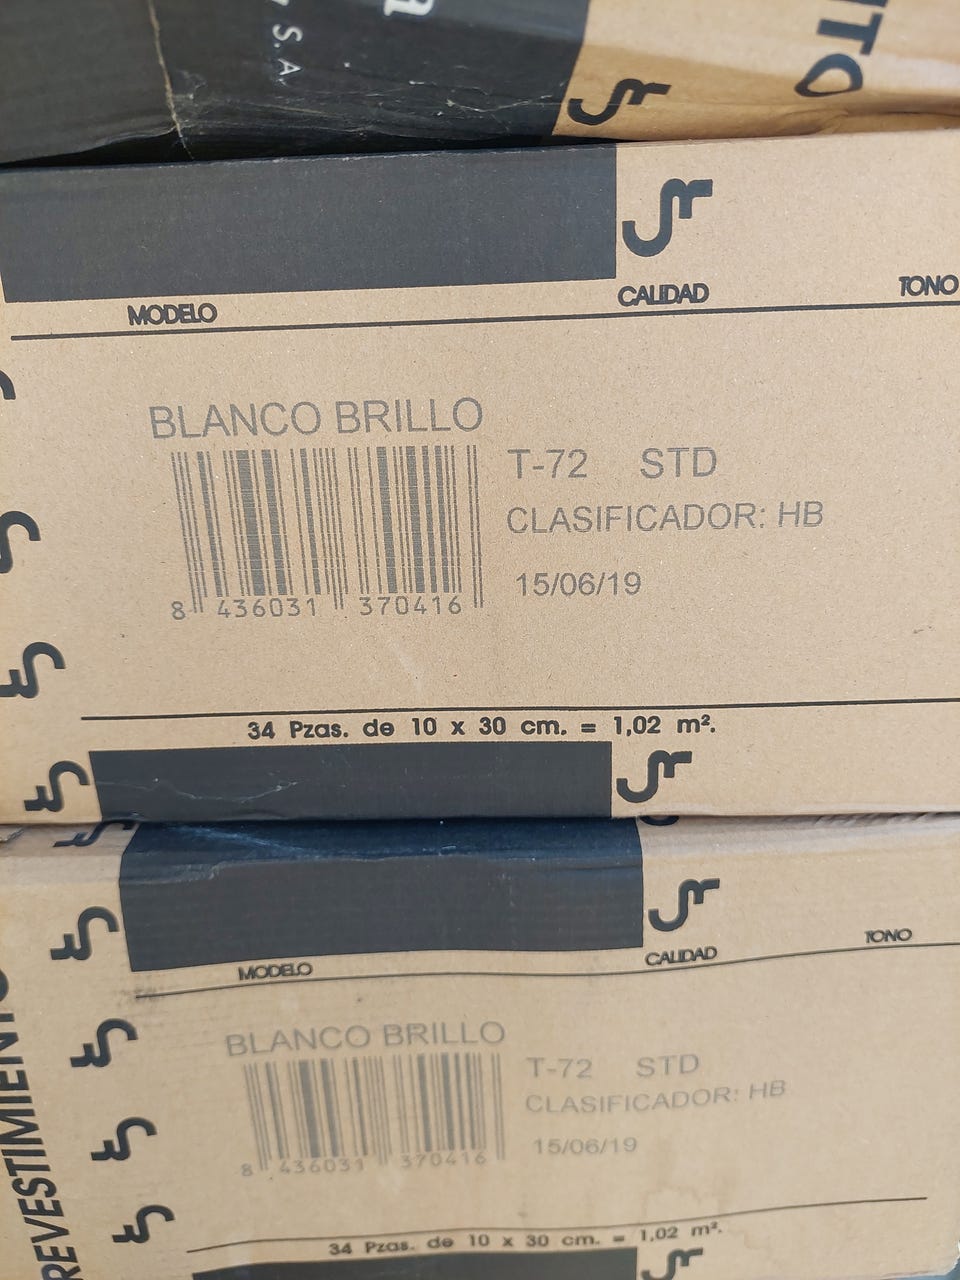 S.A.
MODELO
CALIDAD
TONO
BLANCO BRILLO
T-72 STD
CLASIFICADOR: HB
15/06/19
8 436031 370416
34 Pzas. de 10 x 30 cm. = 1,02 m².
MODELO
CALIDAD
TONO
BLANCO BRILLO
T-72 STD
CLASIFICADOR: HB
15/06/19
8 436031 370416
34 Pzas. de 10 x 30 cm. = 1,02 m².
REVESTIMIENTO